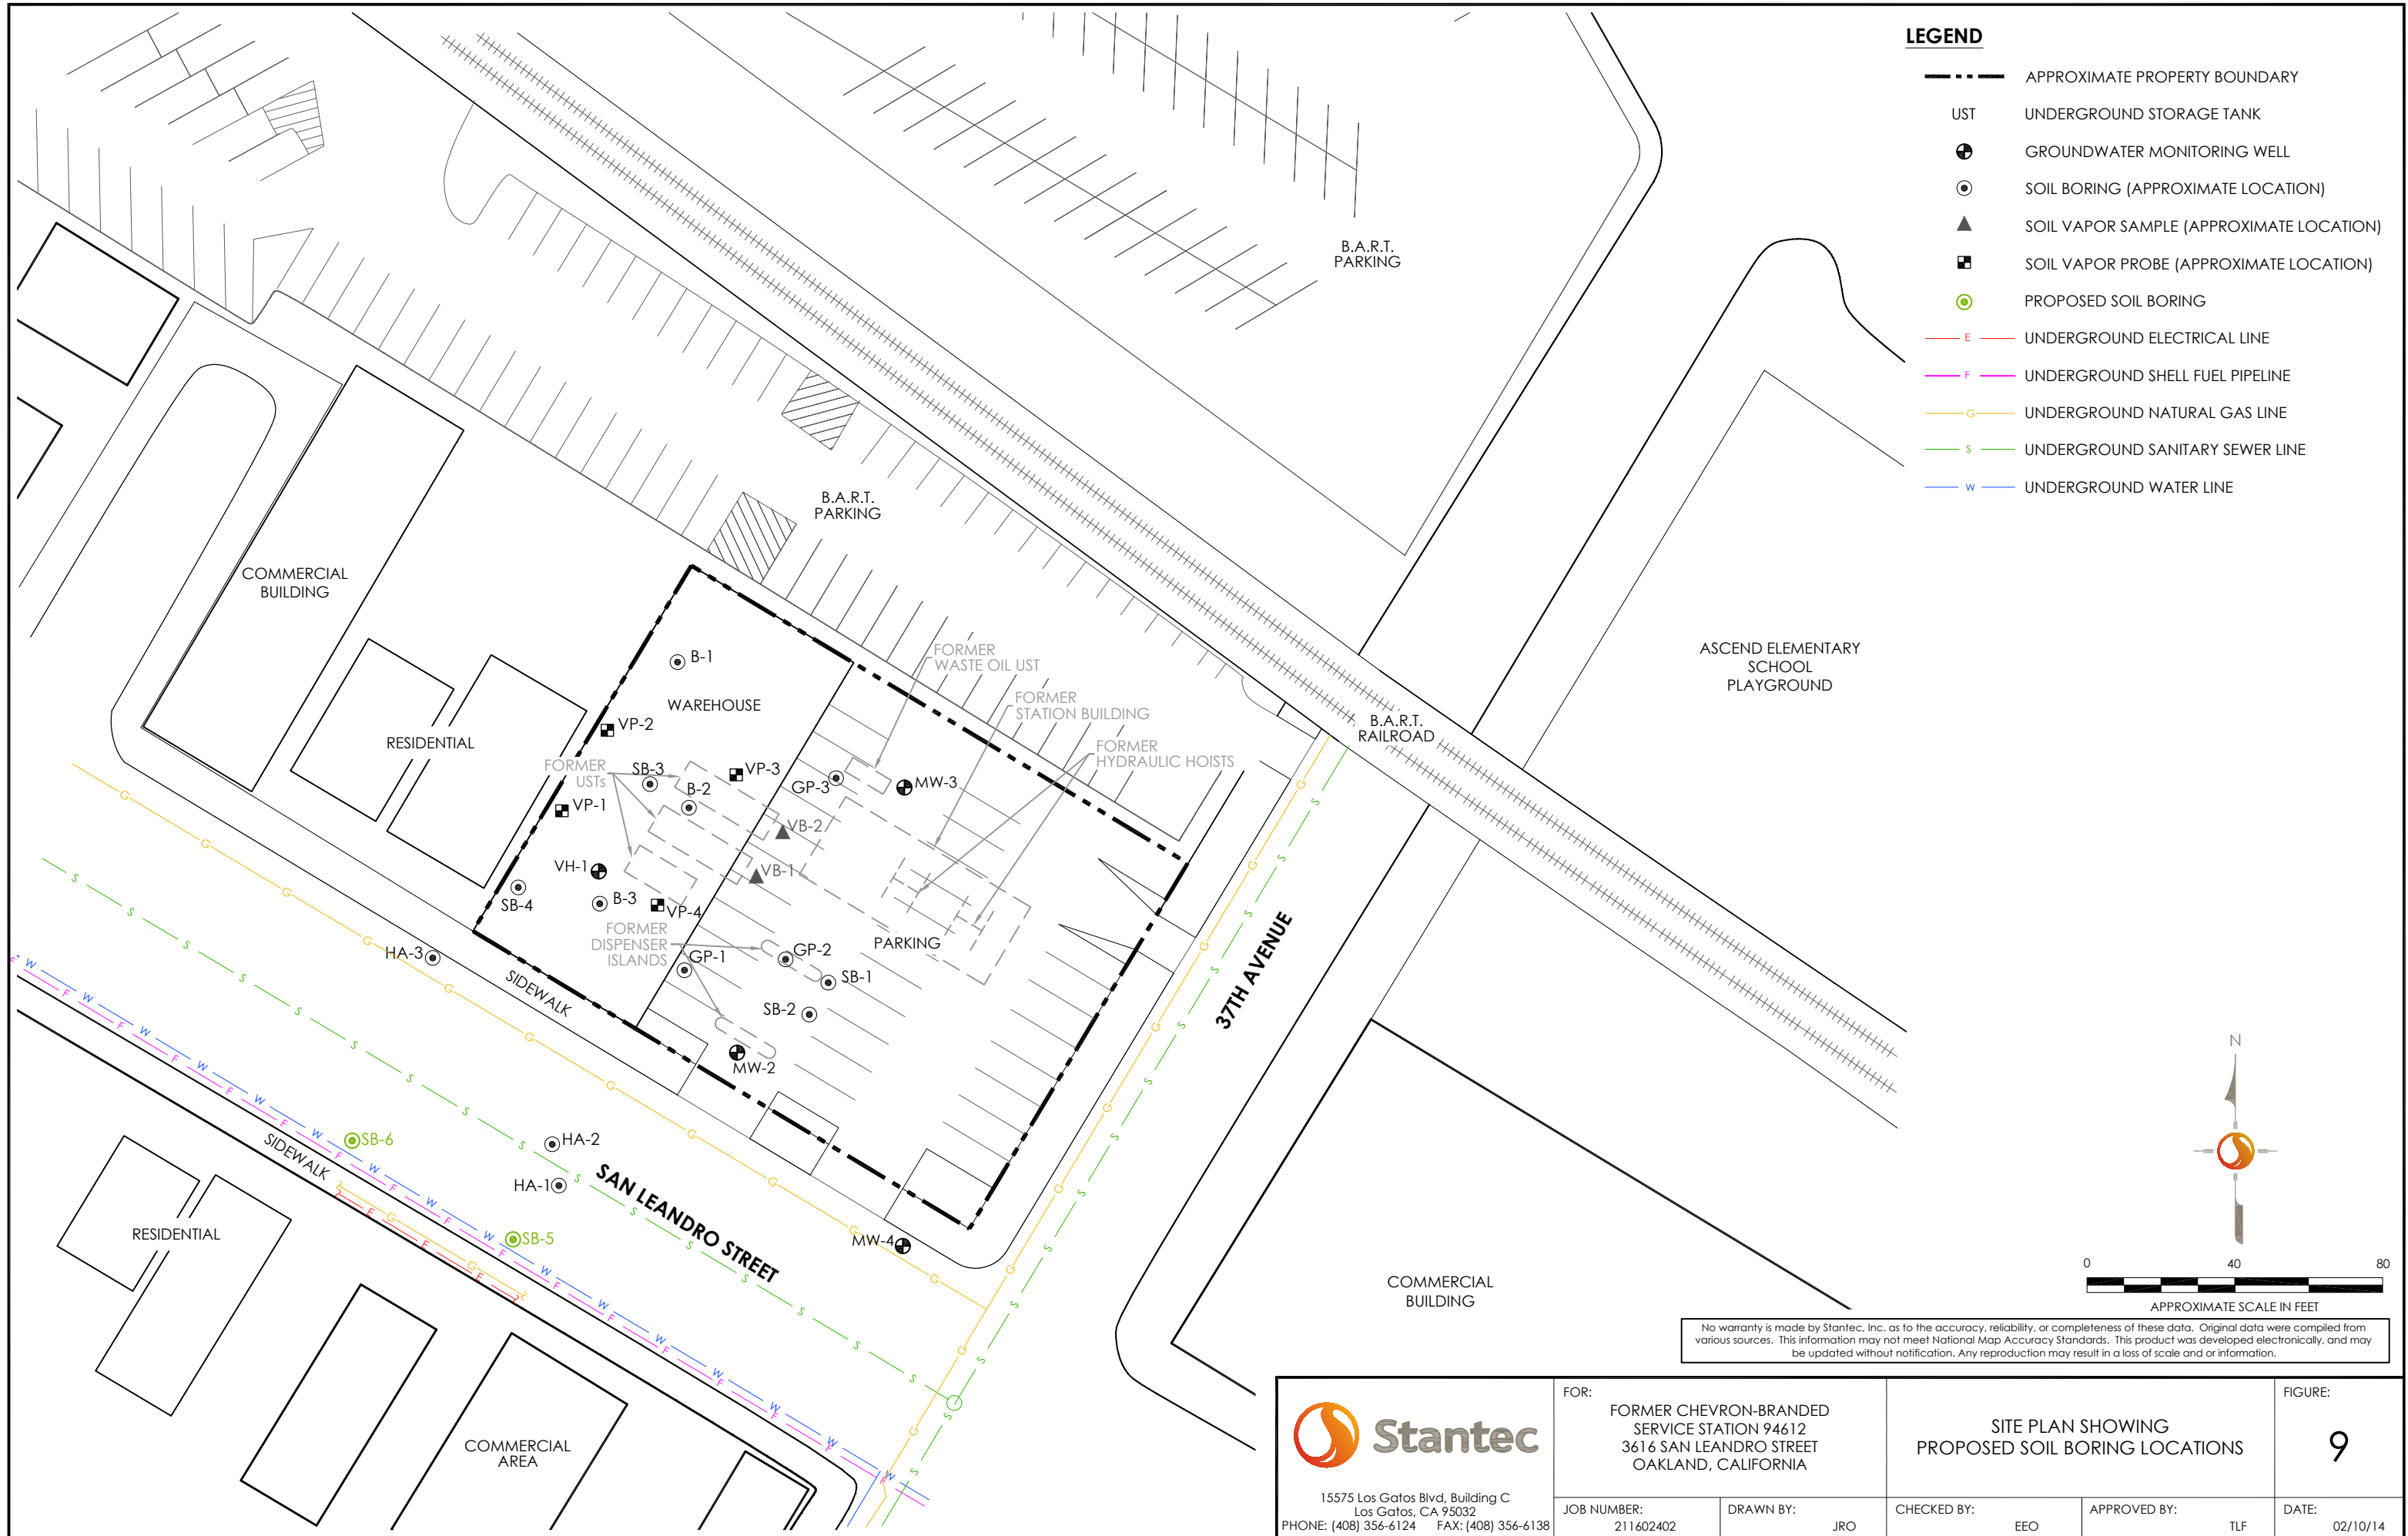 LEGEND
APPROXIMATE PROPERTY BOUNDARY
UST UNDERGROUND STORAGE TANK
GROUNDWATER MONITORING WELL
SOIL BORING (APPROXIMATE LOCATION)
SOIL VAPOR SAMPLE (APPROXIMATE LOCATION)
SOIL VAPOR PROBE (APPROXIMATE LOCATION)
PROPOSED SOIL BORING
E UNDERGROUND ELECTRICAL LINE
F UNDERGROUND SHELL FUEL PIPELINE
G UNDERGROUND NATURAL GAS LINE
S UNDERGROUND SANITARY SEWER LINE
W UNDERGROUND WATER LINE
B.A.R.T.
PARKING
B.A.R.T.
PARKING
COMMERCIAL
BUILDING
ASCEND ELEMENTARY
SCHOOL
PLAYGROUND
B.A.R.T.
RAILROAD
RESIDENTIAL
B-1
WAREHOUSE
VP-2
FORMER
WASTE OIL UST
FORMER
STATION BUILDING
FORMER
HYDRAULIC HOISTS
FORMER
USTs
SB-3
VP-3
B-2
GP-3
MW-3
VP-1
VB-2
VH-1
VB-1
SB-4
B-3
VP-4
FORMER
DISPENSER
ISLANDS
GP-1
GP-2
PARKING
SB-1
SB-2
HA-3
SIDEWALK
MW-2
37TH AVENUE
SB-6
HA-2
SIDEWALK
HA-1
SAN LEANDRO STREET
SB-5
MW-4
RESIDENTIAL
COMMERCIAL
BUILDING
COMMERCIAL
AREA
N
0 40 80
APPROXIMATE SCALE IN FEET
No warranty is made by Stantec, Inc. as to the accuracy, reliability, or completeness of these data. Original data were compiled from
various sources. This information may not meet National Map Accuracy Standards. This product was developed electronically, and may
be updated without notification. Any reproduction may result in a loss of scale and or information.
Stantec
15575 Los Gatos Blvd, Building C
Los Gatos, CA 95032
PHONE: (408) 356-6124 FAX: (408) 356-6138
FOR:
FORMER CHEVRON-BRANDED
SERVICE STATION 94612
3616 SAN LEANDRO STREET
OAKLAND, CALIFORNIA
SITE PLAN SHOWING
PROPOSED SOIL BORING LOCATIONS
FIGURE:
9
JOB NUMBER:
211602402
DRAWN BY:
JRO
CHECKED BY:
EEO
APPROVED BY:
TLF
DATE:
02/10/14